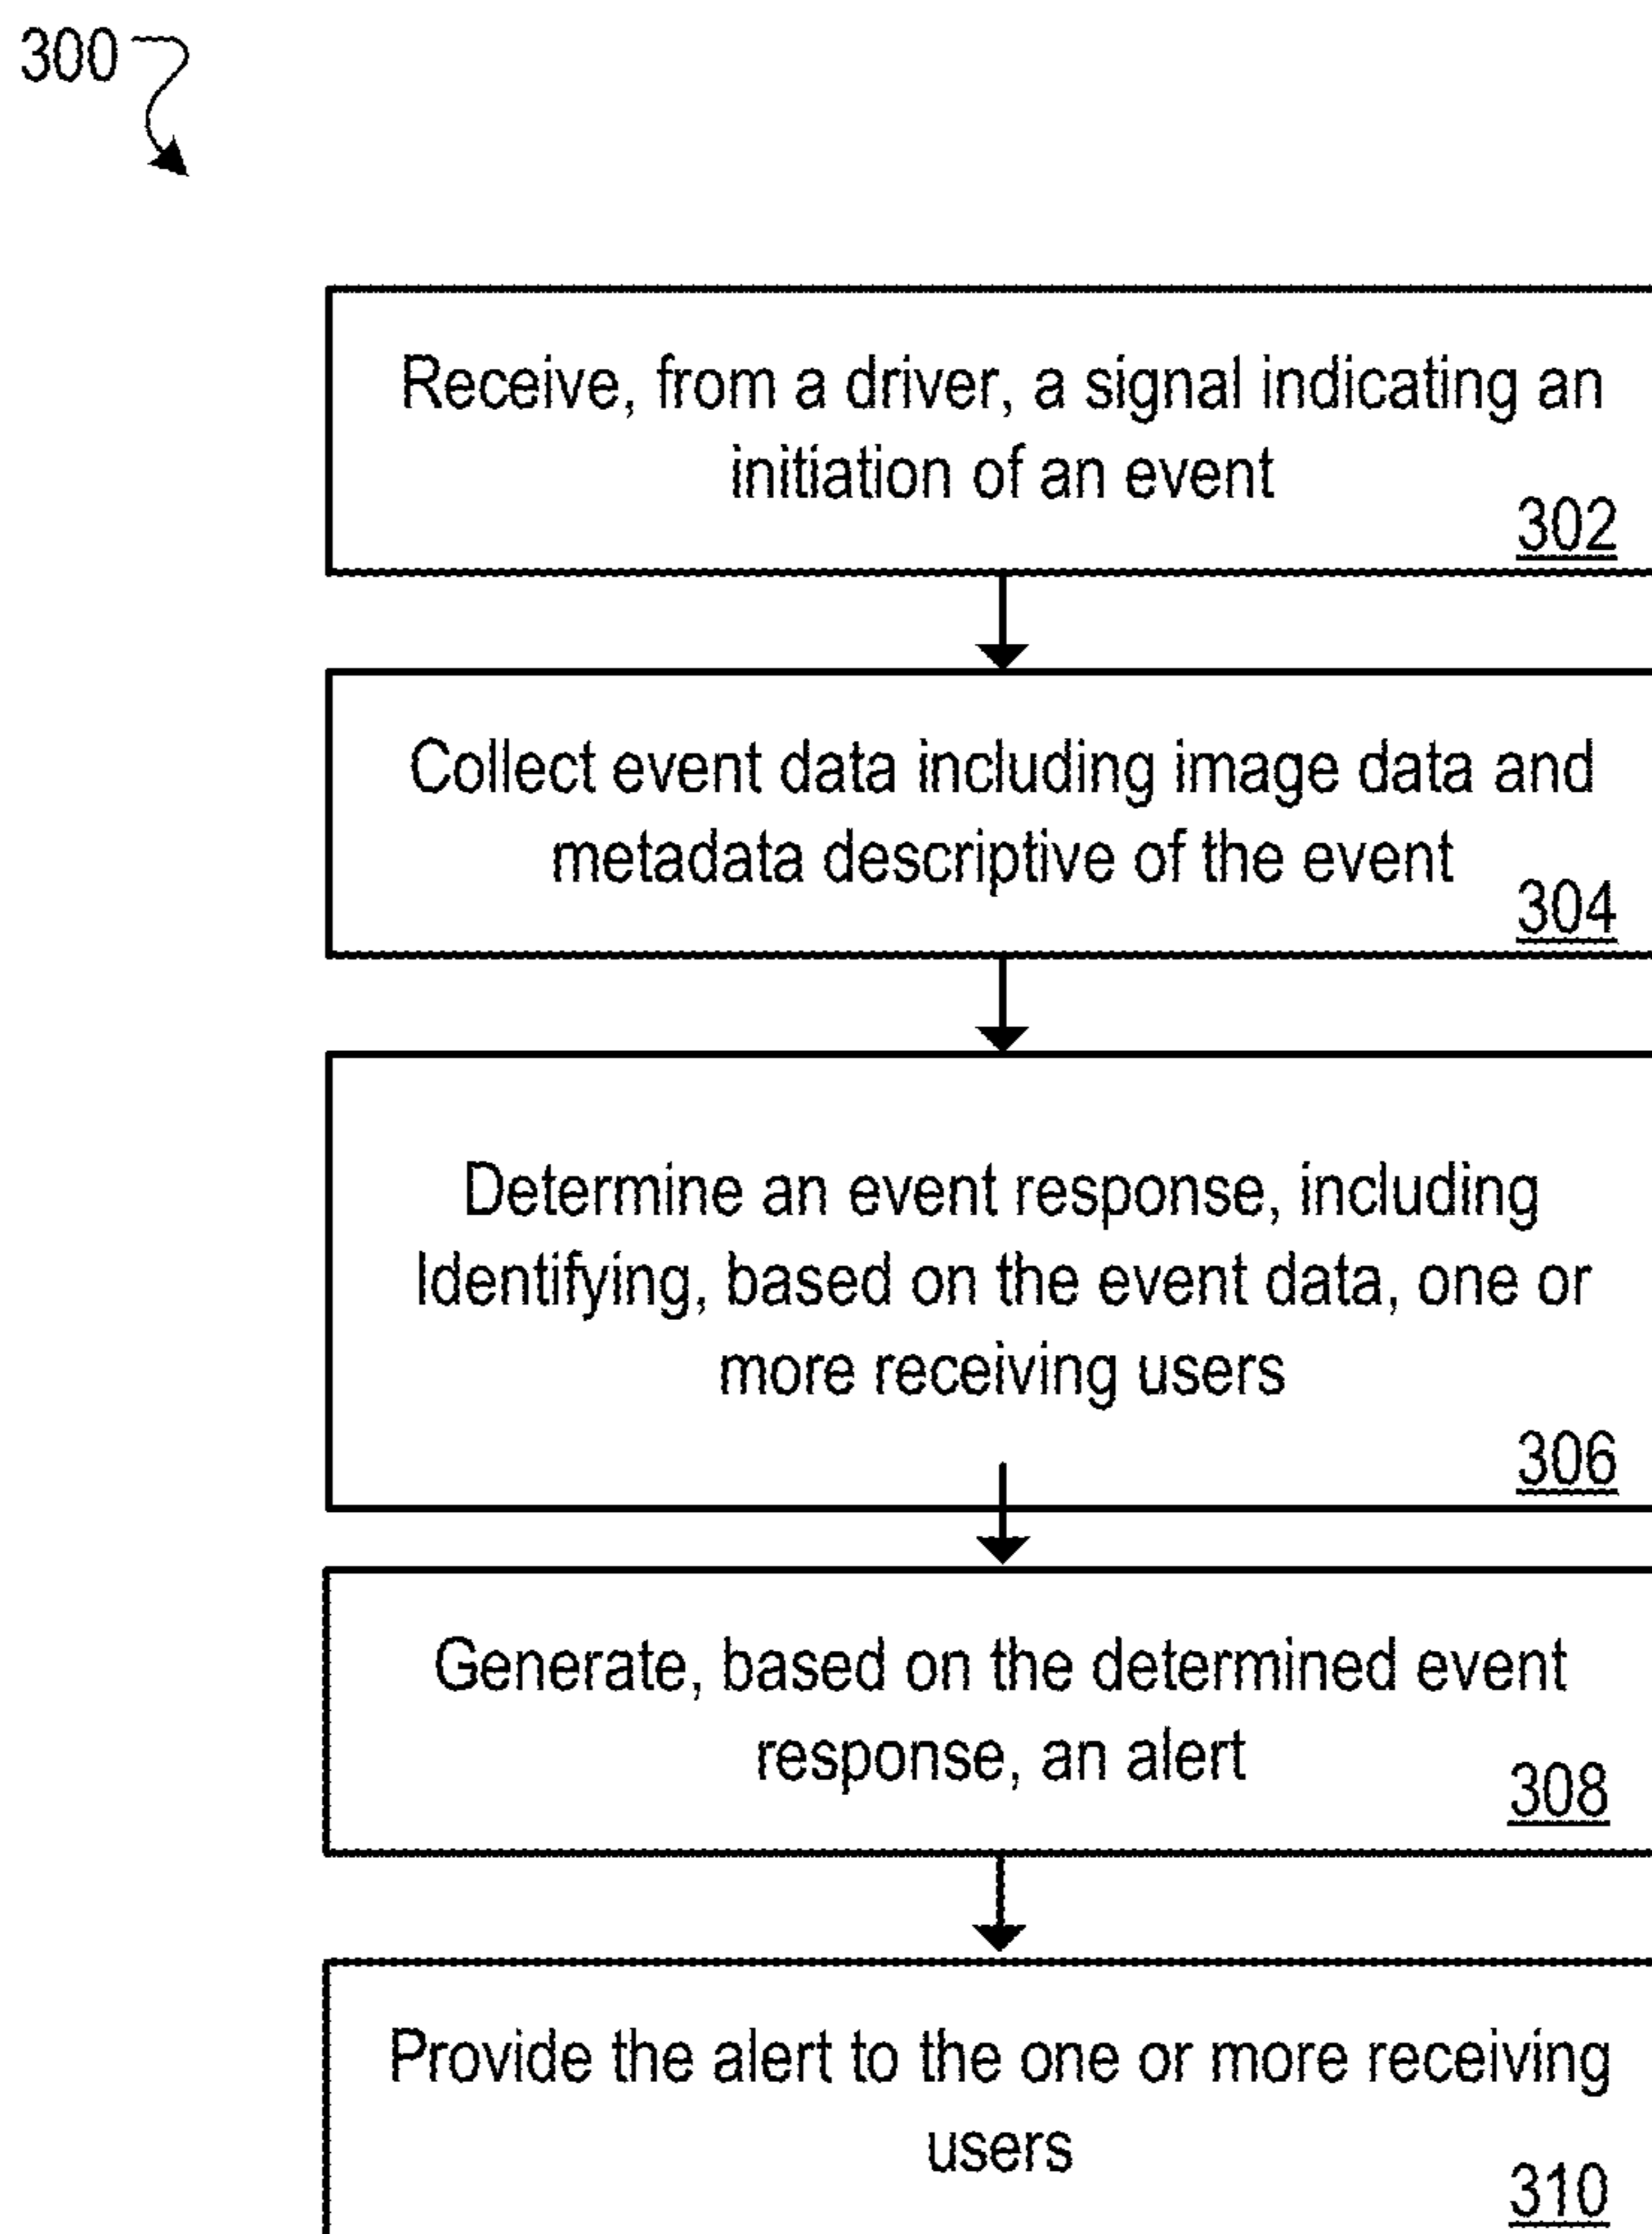 300
Receive, from a driver, a signal indicating an
initiation of an event
302
Collect event data including image data and
metadata descriptive of the event
304
Determine an event response, including
Identifying, based on the event data, one or
more receiving users
306
Generate, based on the determined event
response, an alert
308
Provide the alert to the one or more receiving
users
310